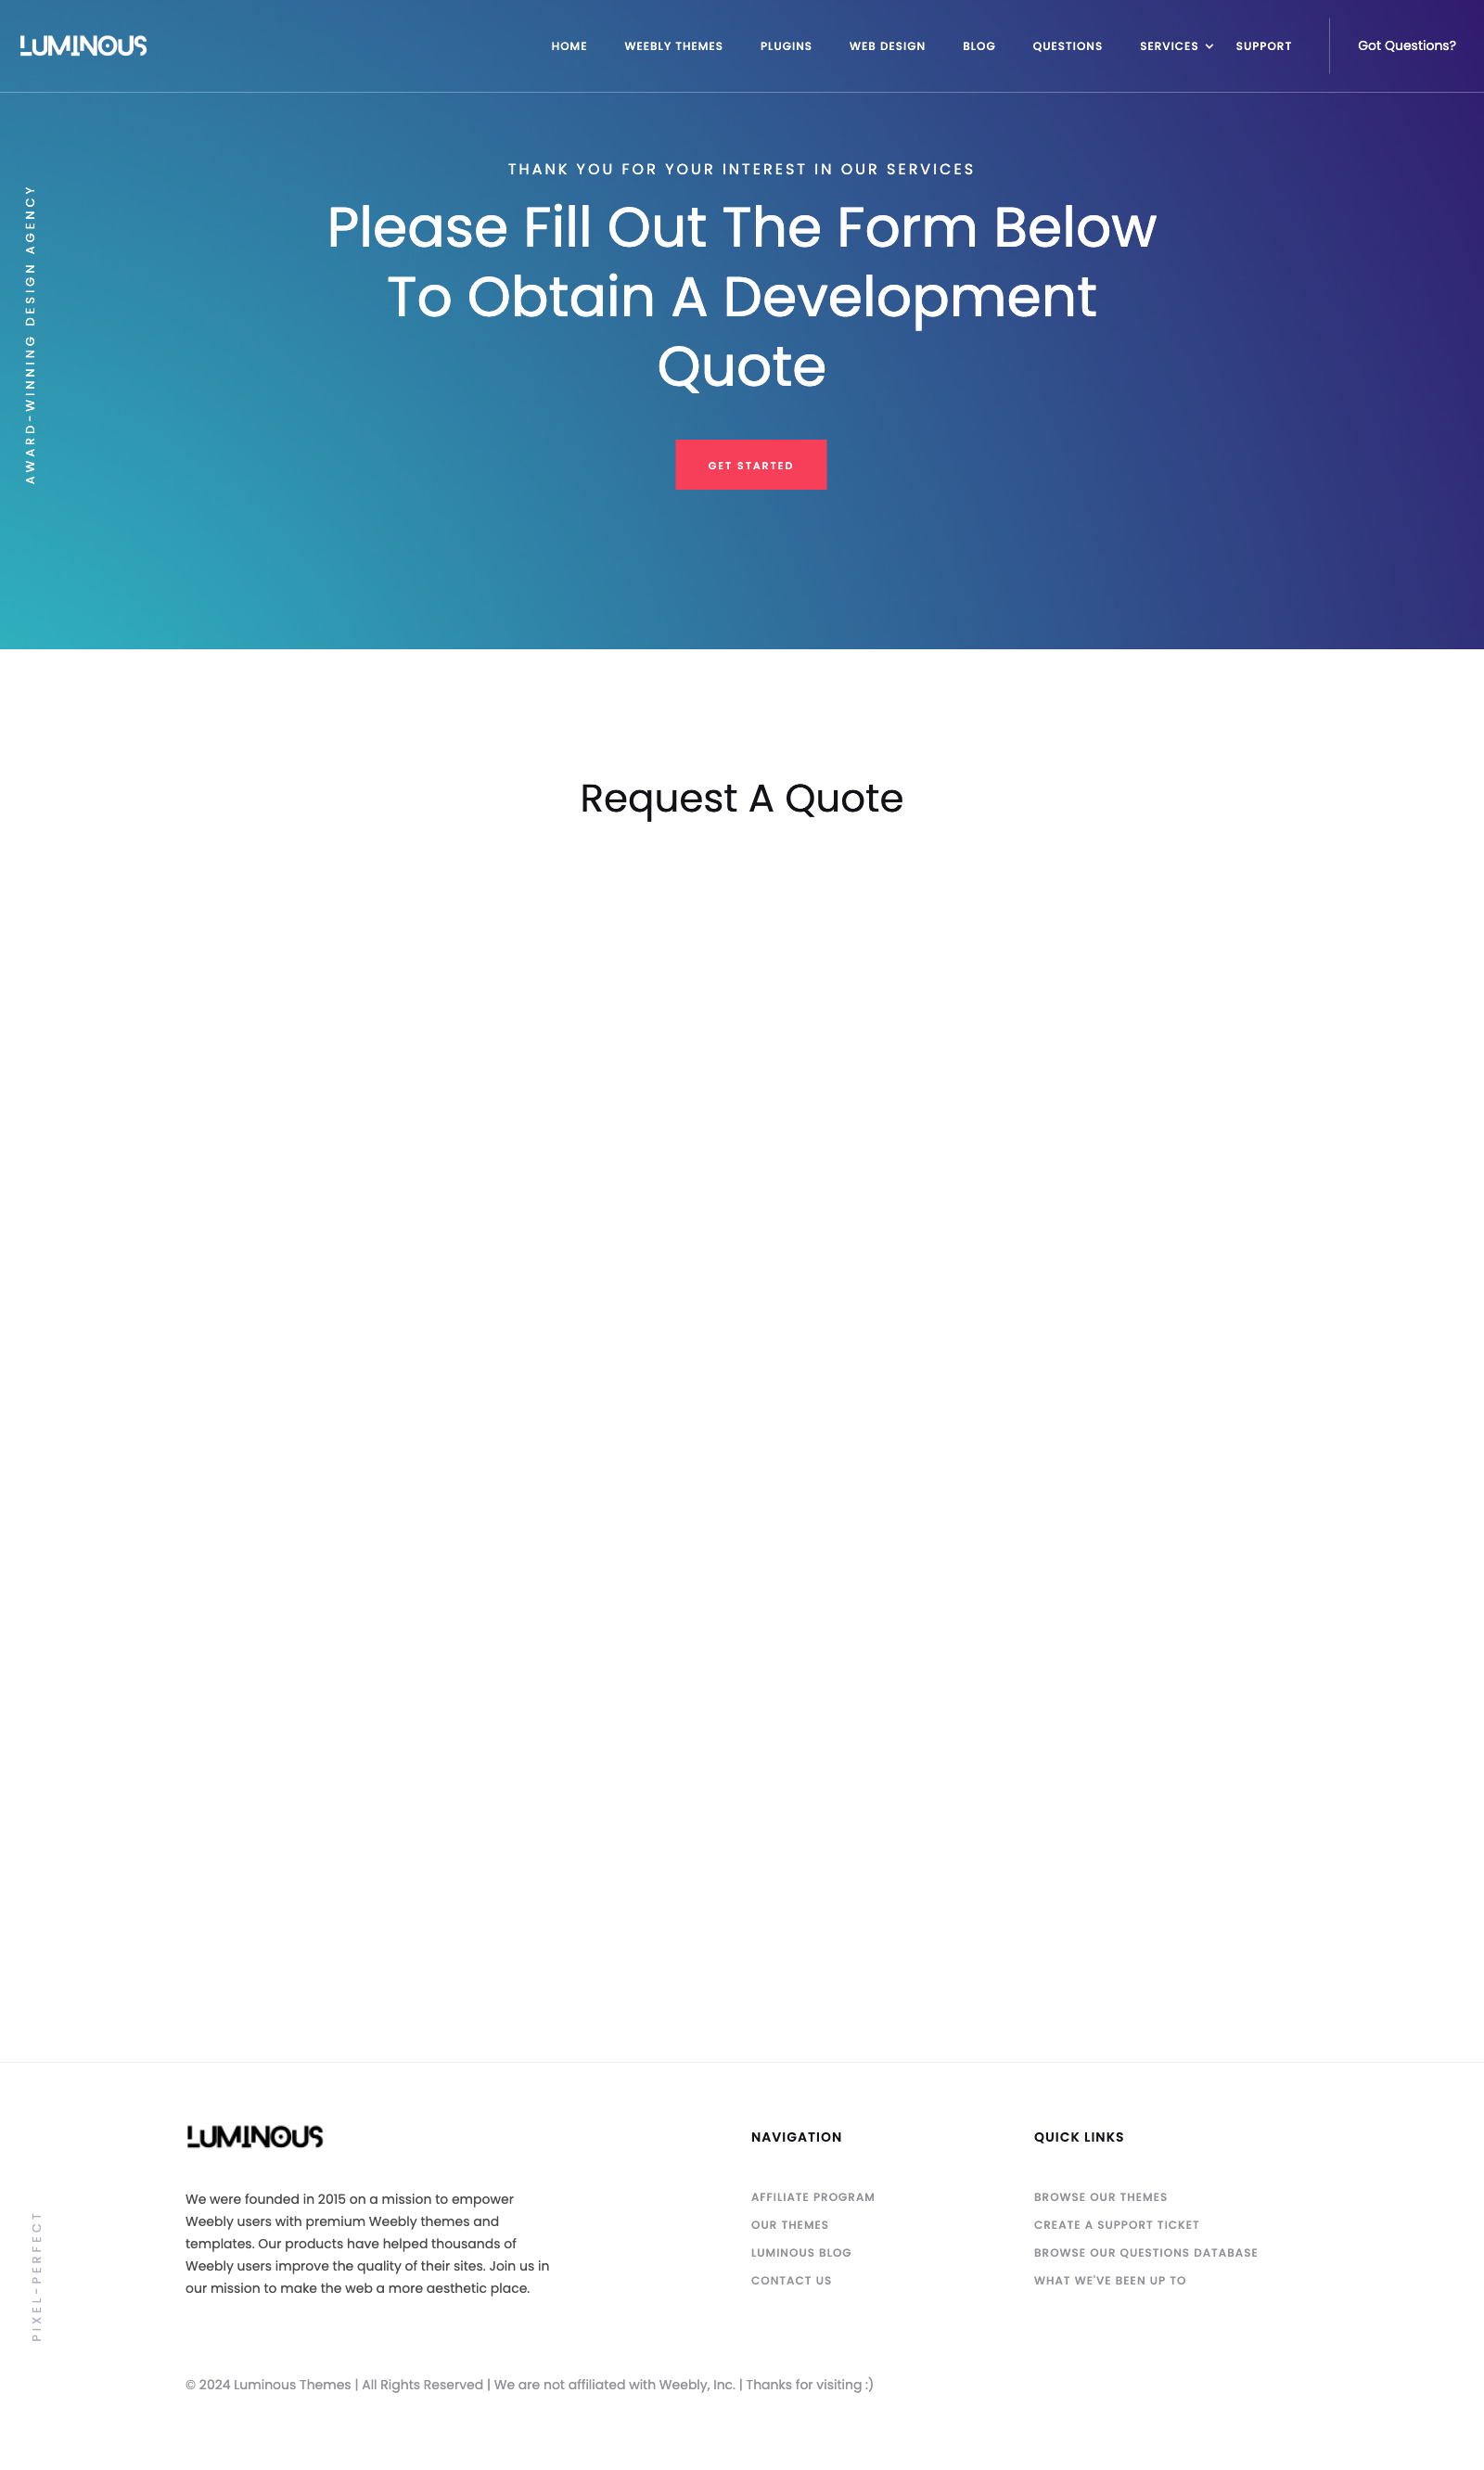 LUMINOUS
HOME WEEBLY THEMES PLUGINS WEB DESIGN BLOG QUESTIONS SERVICES SUPPORT Got Questions?
AWARD-WINNING DESIGN AGENCY
THANK YOU FOR YOUR INTEREST IN OUR SERVICES
Please Fill Out The Form Below
To Obtain A Development
Quote
GET STARTED
Request A Quote
LUMINOUS
We were founded in 2015 on a mission to empower
Weebly users with premium Weebly themes and
templates. Our products have helped thousands of
Weebly users improve the quality of their sites. Join us in
our mission to make the web a more aesthetic place.
NAVIGATION
AFFILIATE PROGRAM
OUR THEMES
LUMINOUS BLOG
CONTACT US
QUICK LINKS
BROWSE OUR THEMES
CREATE A SUPPORT TICKET
BROWSE OUR QUESTIONS DATABASE
WHAT WE'VE BEEN UP TO
PIXEL-PERFECT
© 2024 Luminous Themes | All Rights Reserved | We are not affiliated with Weebly, Inc. | Thanks for visiting :)